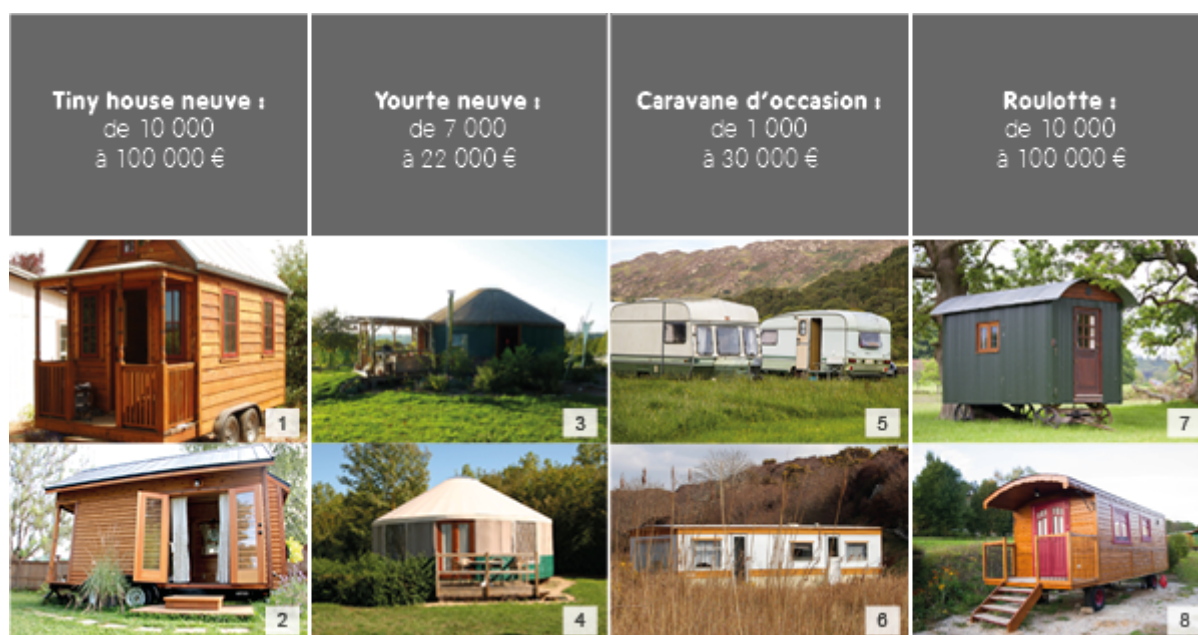 Tiny house neuve :
de 10 000
à 100 000 €
Yourte neuve :
de 7 000
à 22 000 €
Caravane d'occasion :
de 1 000
à 30 000 €
Roulotte :
de 10 000
à 100 000 €
1
3
5
7
2
4
6
8